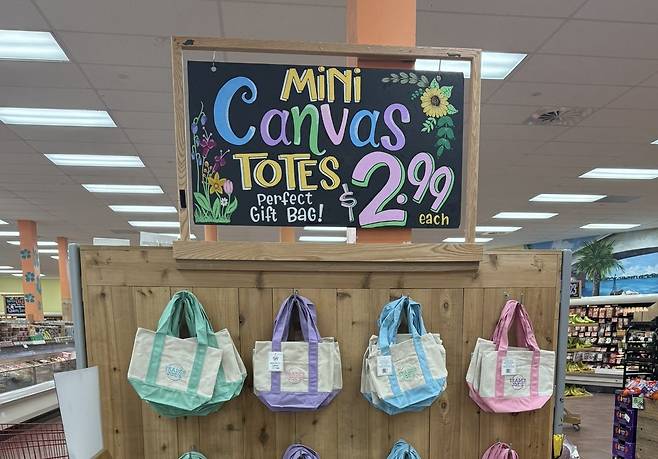 MiNi
Canvas
TOTES
Perfect
Gift Bag!
$2.99
each